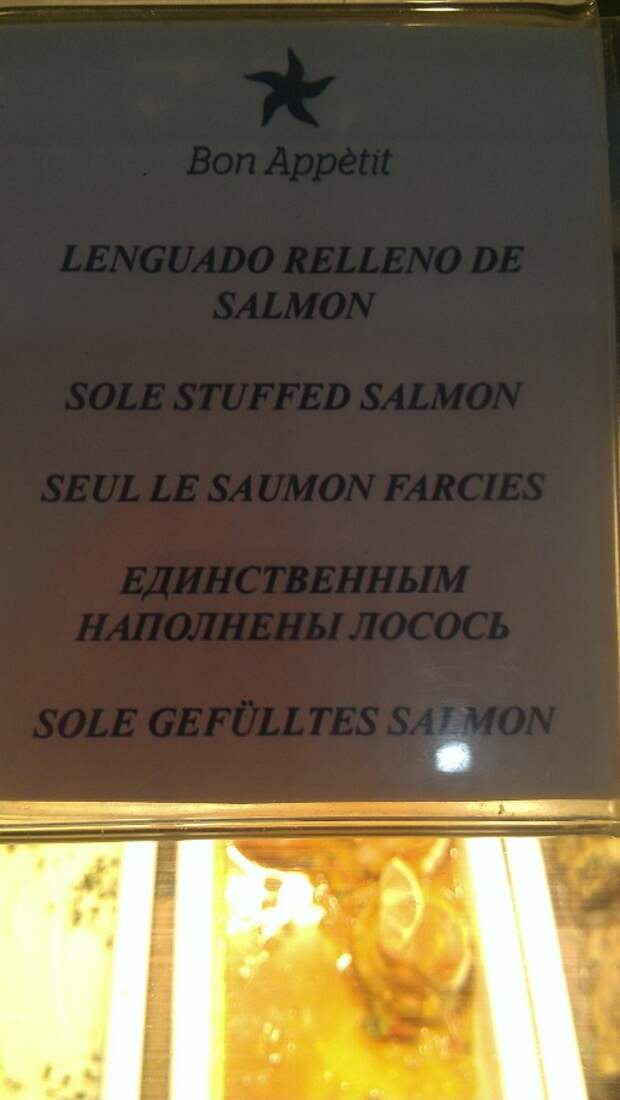 Bon Appètit
LENGUADO RELLENO DE
SALMON
SOLE STUFFED SALMON
SEUL LE SAUMON FARCIES
ЕДИНСТВЕННЫМ
НАПОЛНЕНЫ ЛОСОСЬ
SOLE GEFÜLLTES SALMON